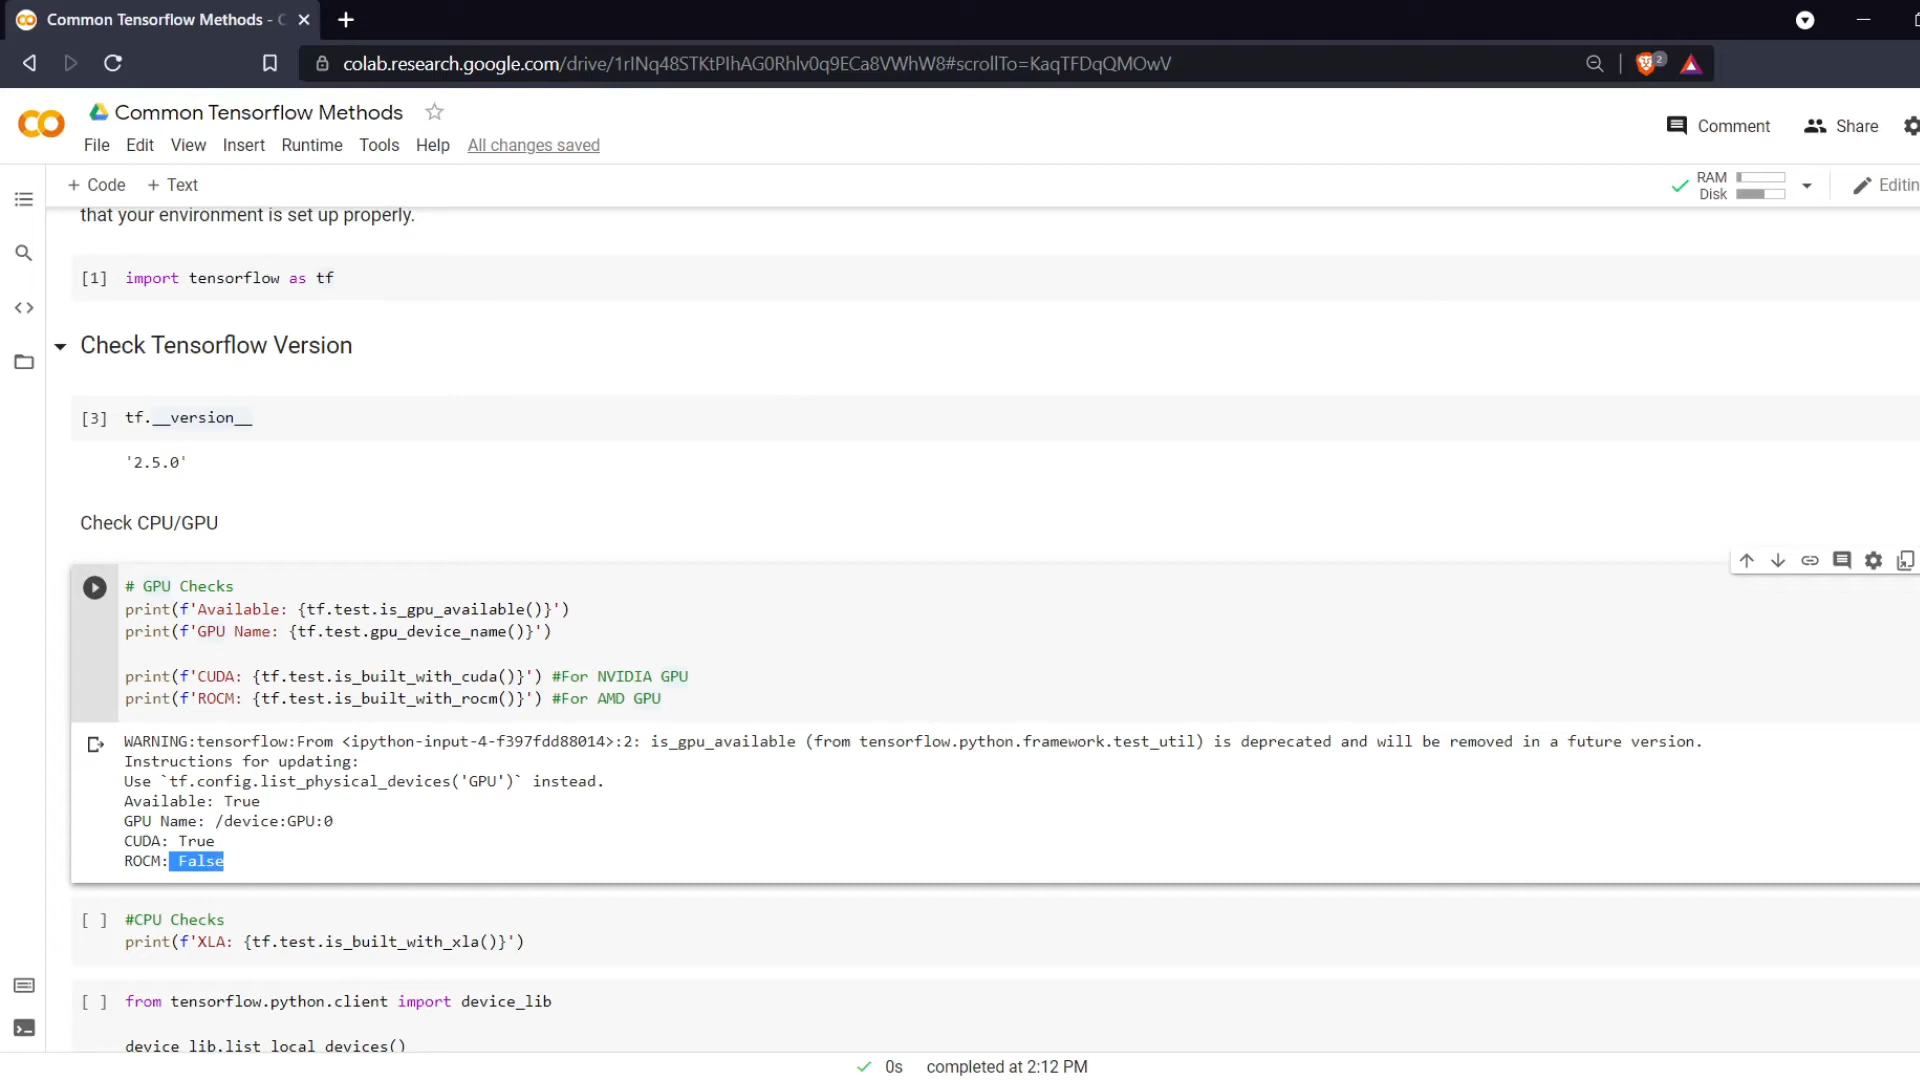 Common Tensorflow Methods - C
colab.research.google.com/drive/1rINq48STKtPIhAG0Rhlv0q9ECa8VWhW8#scrollTo=KaqTFDqQMOwV
2
Common Tensorflow Methods
File Edit View Insert Runtime Tools Help All changes saved
Comment Share
+ Code + Text
RAM
Disk
Editin
that your environment is set up properly.
[1] import tensorflow as tf
Check Tensorflow Version
[3] tf.__version__
'2.5.0'
Check CPU/GPU
# GPU Checks
print(f'Available: {tf.test.is_gpu_available()}')
print(f'GPU Name: {tf.test.gpu_device_name()}')
print(f'CUDA: {tf.test.is_built_with_cuda()}') #For NVIDIA GPU
print(f'ROCM: {tf.test.is_built_with_rocm()}') #For AMD GPU
WARNING:tensorflow:From <ipython-input-4-f397fdd88014>:2: is_gpu_available (from tensorflow.python.framework.test_util) is deprecated and will be removed in a future version.
Instructions for updating:
Use `tf.config.list_physical_devices('GPU')` instead.
Available: True
GPU Name: /device:GPU:0
CUDA: True
ROCM: False
[ ] #CPU Checks
print(f'XLA: {tf.test.is_built_with_xla()}')
[ ] from tensorflow.python.client import device_lib
device_lib.list_local_devices()
0s completed at 2:12 PM